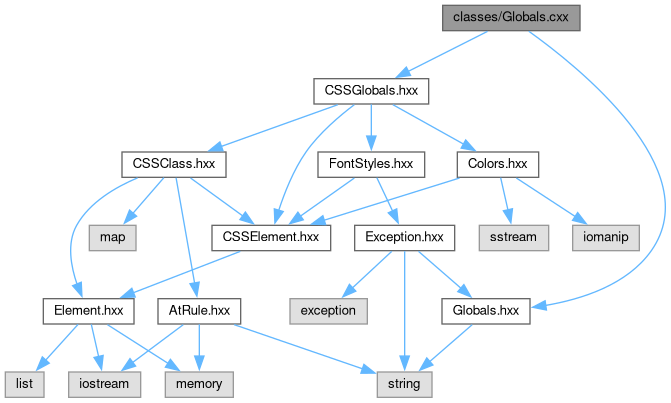 classes/Globals.cxx
CSSGlobals.hxx
CSSClass.hxx
FontStyles.hxx
Colors.hxx
map
CSSElement.hxx
Exception.hxx
sstream
iomanip
Element.hxx
AtRule.hxx
exception
Globals.hxx
list
iostream
memory
string